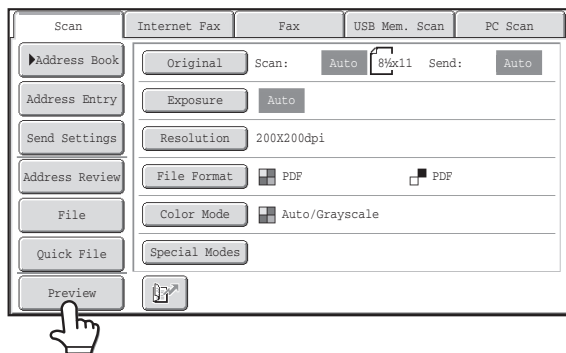 Scan Internet Fax Fax USB Mem. Scan PC Scan
Address Book
Address Entry
Send Settings
Address Review
File
Quick File
Preview
Original Scan: Auto 8½x11 Send: Auto
Exposure Auto
Resolution 200X200dpi
File Format PDF PDF
Color Mode Auto/Grayscale
Special Modes